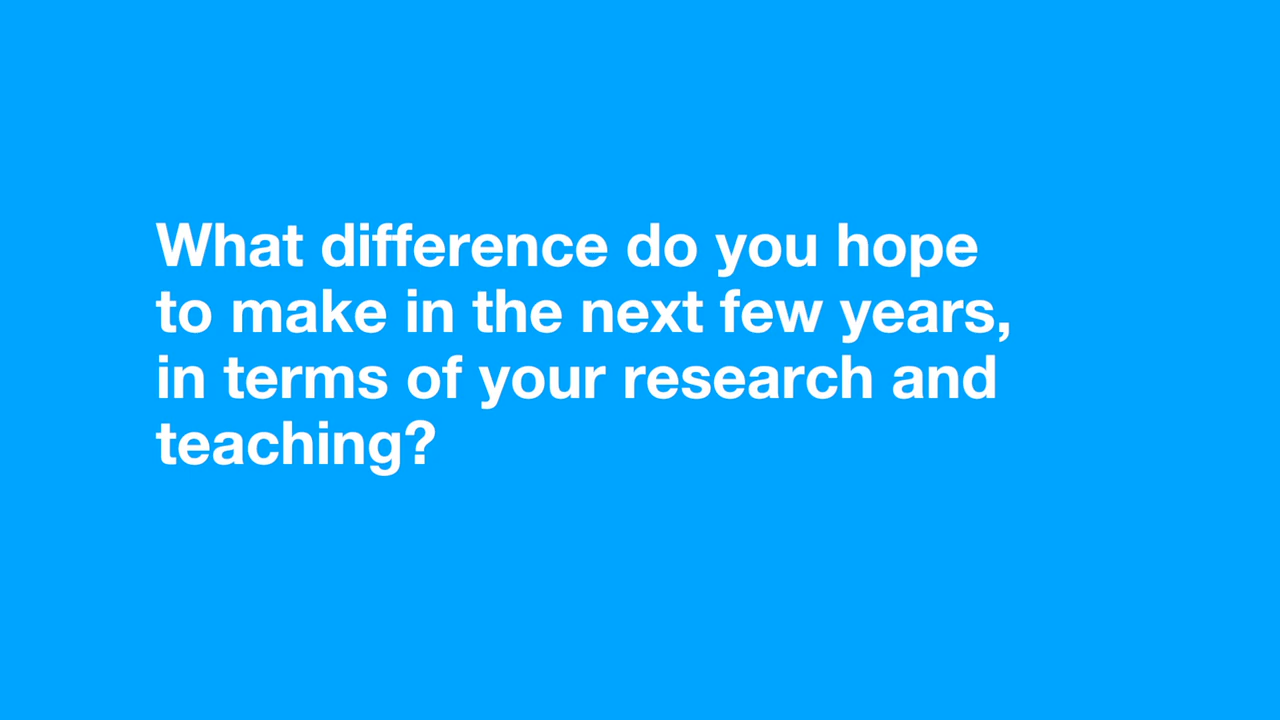 What difference do you hope
to make in the next few years,
in terms of your research and
teaching?